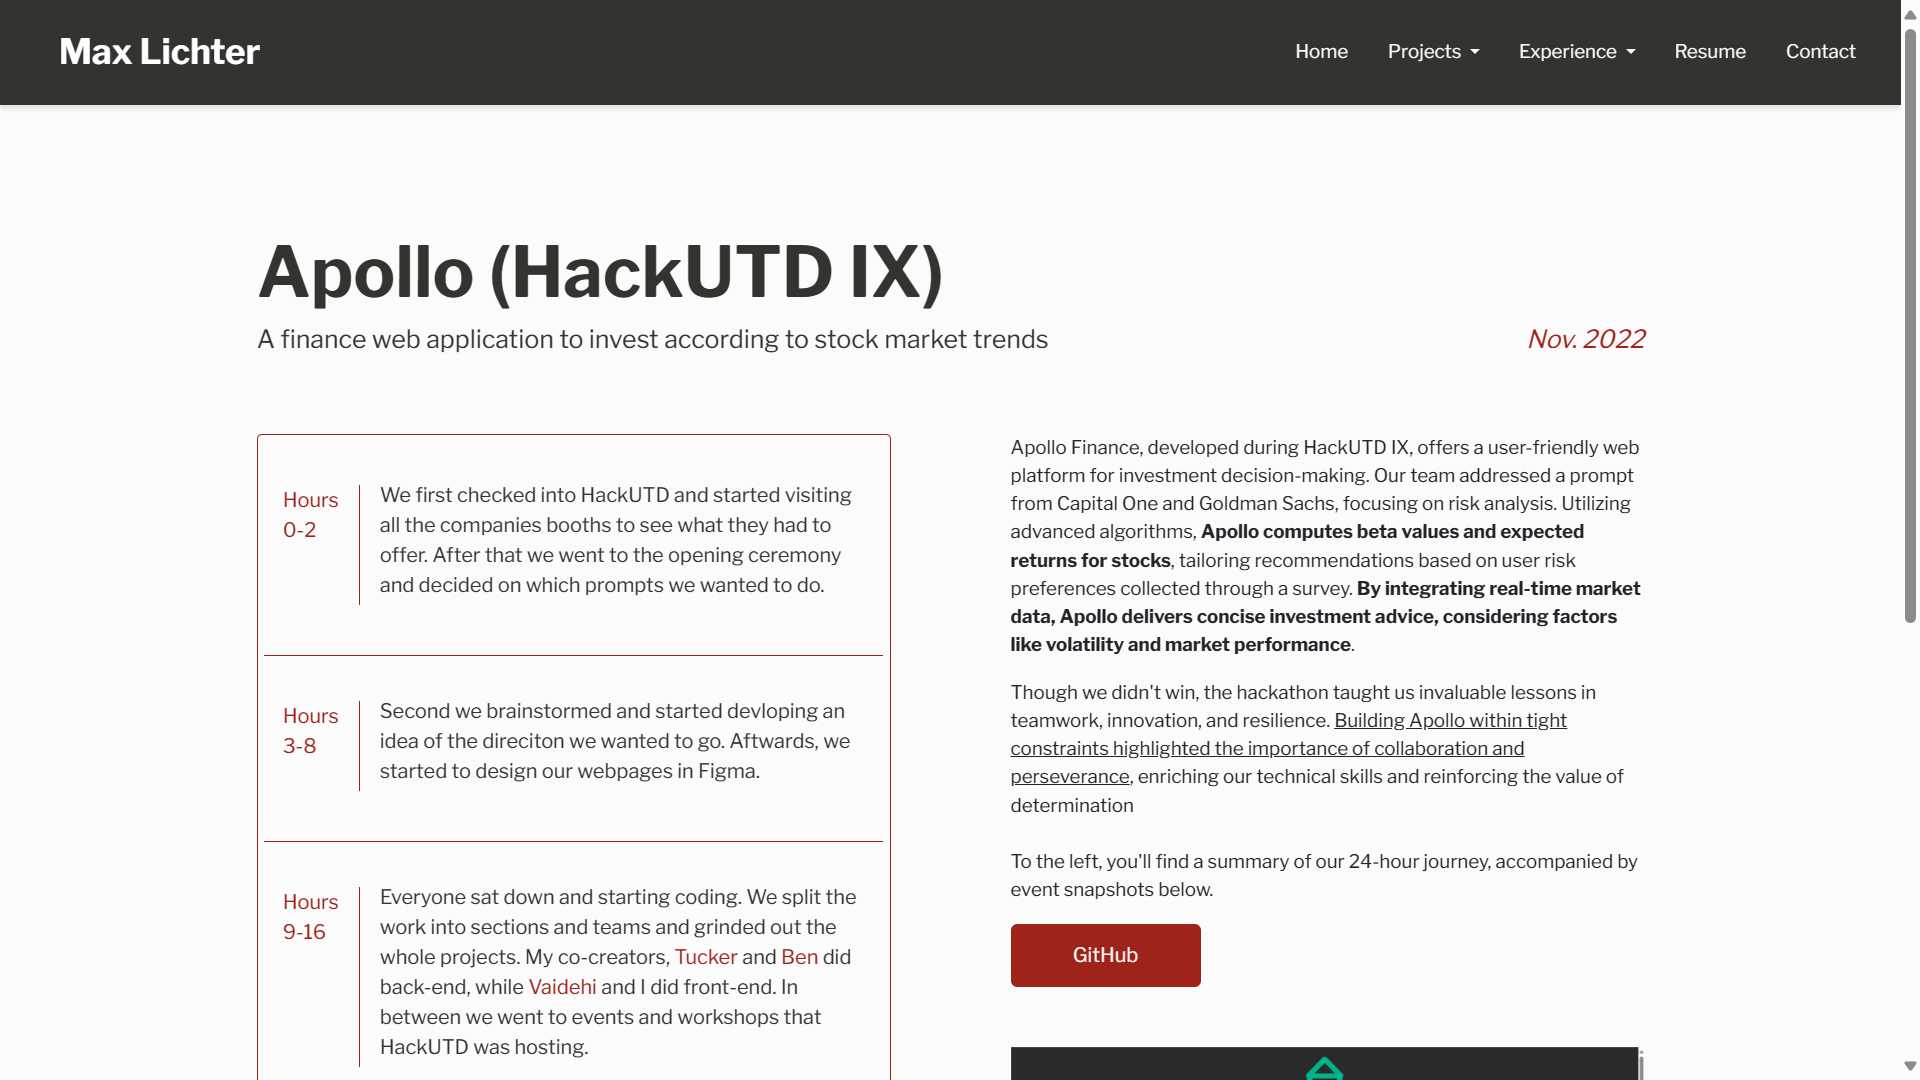 Max Lichter
Home
Projects
Experience
Resume
Contact
Apollo (HackUTD IX)
A finance web application to invest according to stock market trends
Nov. 2022
Hours
0-2
We first checked into HackUTD and started visiting
all the companies booths to see what they had to
offer. After that we went to the opening ceremony
and decided on which prompts we wanted to do.
Hours
3-8
Second we brainstormed and started devloping an
idea of the direciton we wanted to go. Aftwards, we
started to design our webpages in Figma.
Hours
9-16
Everyone sat down and starting coding. We split the
work into sections and teams and grinded out the
whole projects. My co-creators, Tucker and Ben did
back-end, while Vaidehi and I did front-end. In
between we went to events and workshops that
HackUTD was hosting.
Apollo Finance, developed during HackUTD IX, offers a user-friendly web
platform for investment decision-making. Our team addressed a prompt
from Capital One and Goldman Sachs, focusing on risk analysis. Utilizing
advanced algorithms, Apollo computes beta values and expected
returns for stocks, tailoring recommendations based on user risk
preferences collected through a survey. By integrating real-time market
data, Apollo delivers concise investment advice, considering factors
like volatility and market performance.
Though we didn't win, the hackathon taught us invaluable lessons in
teamwork, innovation, and resilience. Building Apollo within tight
constraints highlighted the importance of collaboration and
perseverance, enriching our technical skills and reinforcing the value of
determination
To the left, you'll find a summary of our 24-hour journey, accompanied by
event snapshots below.
GitHub